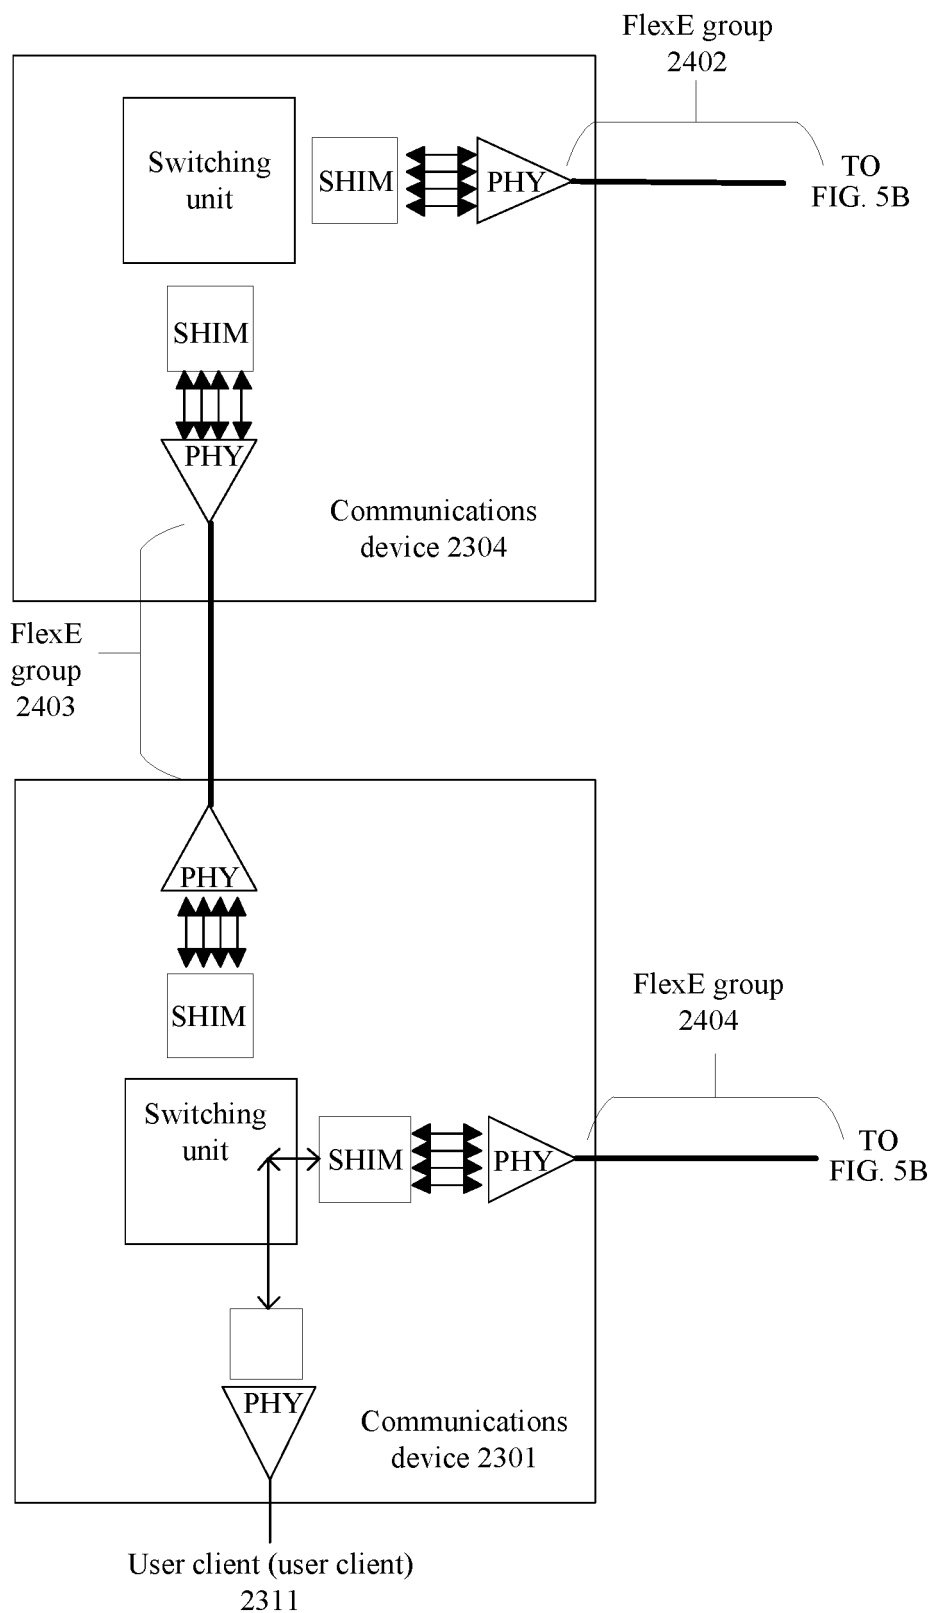 FlexE group
2402
TO
FIG. 5B
Switching
unit
SHIM
PHY
SHIM
PHY
Communications
device 2304
FlexE
group
2403
PHY
SHIM
FlexE group
2404
Switching
unit
SHIM
PHY
TO
FIG. 5B
PHY
Communications
device 2301
User client (user client)
2311